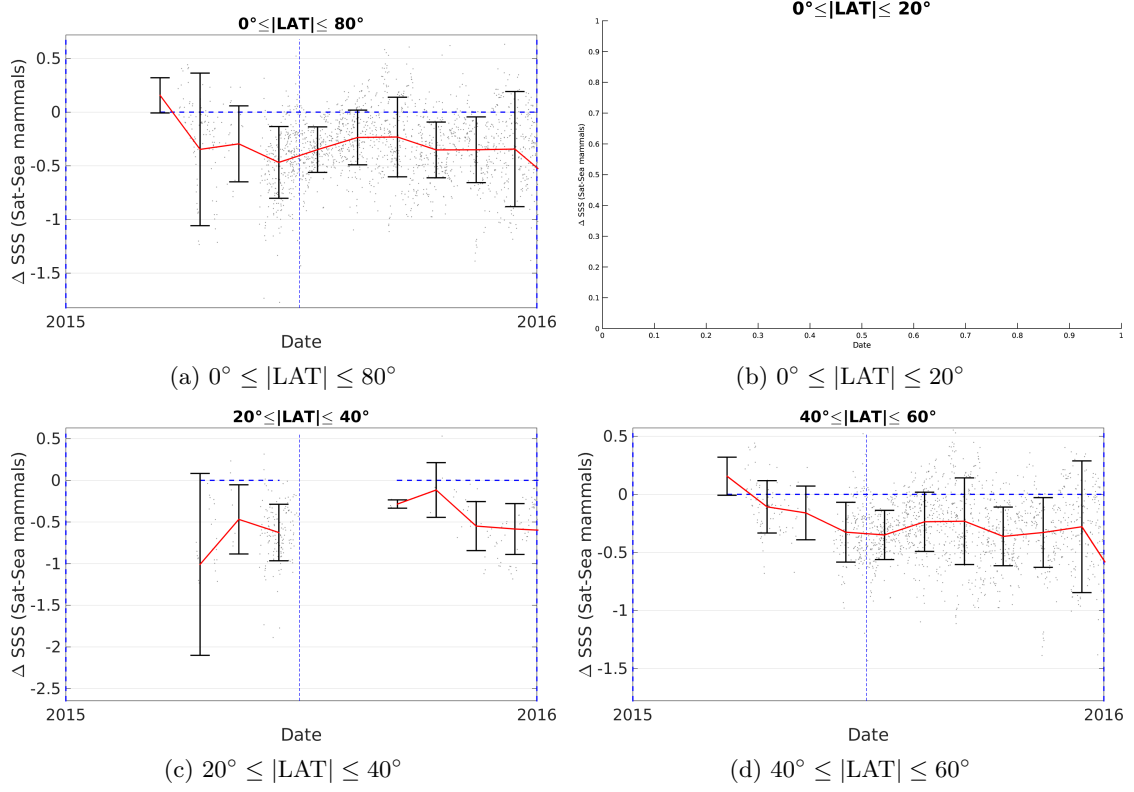 0°≤|LAT|≤ 80°
Δ SSS (Sat-Sea mammals)
0.5
0
-0.5
-1
-1.5
2015
2016
Date
(a) 0° ≤ |LAT| ≤ 80°
0°≤|LAT|≤ 20°
Δ SSS (Sat-Sea mammals)
1
0.9
0.8
0.7
0.6
0.5
0.4
0.3
0.2
0.1
0
0 0.1 0.2 0.3 0.4 0.5 0.6 0.7 0.8 0.9 1
Date
(b) 0° ≤ |LAT| ≤ 20°
20°≤|LAT|≤ 40°
Δ SSS (Sat-Sea mammals)
0.5
0
-0.5
-1
-1.5
-2
-2.5
2015
2016
Date
(c) 20° ≤ |LAT| ≤ 40°
40°≤|LAT|≤ 60°
Δ SSS (Sat-Sea mammals)
0.5
0
-0.5
-1
-1.5
2015
2016
Date
(d) 40° ≤ |LAT| ≤ 60°